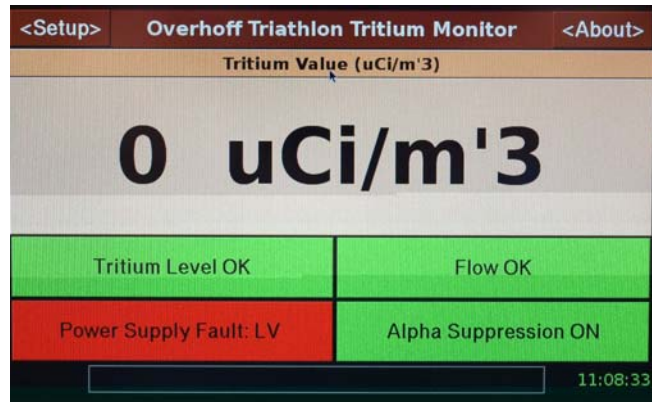 <Setup> Overhoff Triathlon Tritium Monitor <About>
Tritium Value (uCi/m'3)
0 uCi/m'3
Tritium Level OK Flow OK
Power Supply Fault: LV Alpha Suppression ON
11:08:33